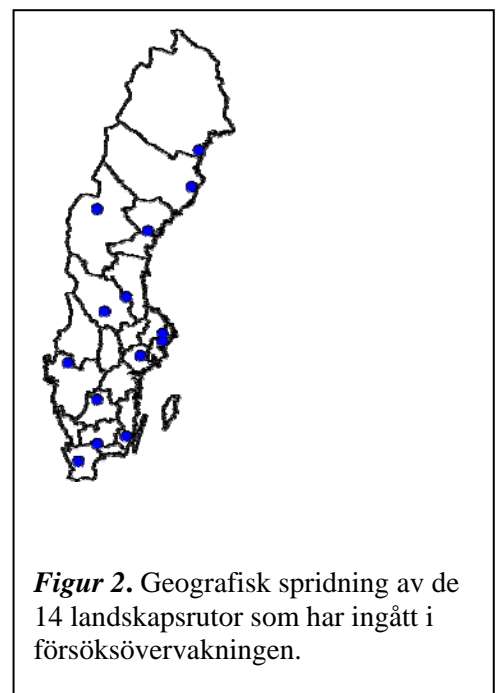 Figur 2. Geografisk spridning av de
14 landskapsrutor som har ingått i
försöksövervakningen.